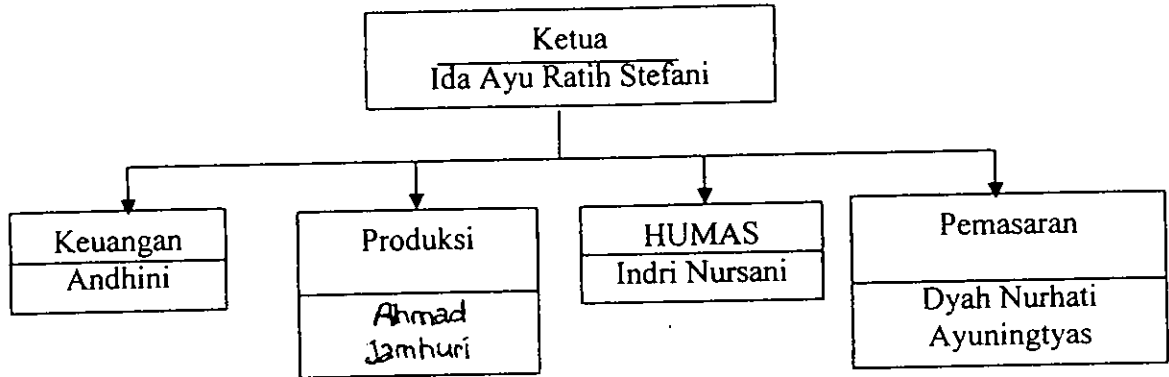 Ketua
Ida Ayu Ratih Stefani
Keuangan
Andhini
Produksi
Ahmad
Jamhuri
HUMAS
Indri Nursani
Pemasaran
Dyah Nurhati
Ayuningtyas